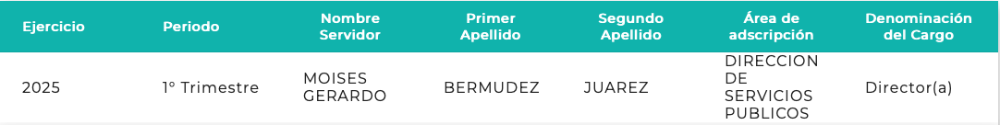 Ejercicio
Periodo
Nombre
Servidor
Primer
Apellido
Segundo
Apellido
Área de
adscripción
Denominación
del Cargo
2025
1º Trimestre
MOISES
GERARDO
BERMUDEZ
JUAREZ
DIRECCION
DE
SERVICIOS
PUBLICOS
Director(a)